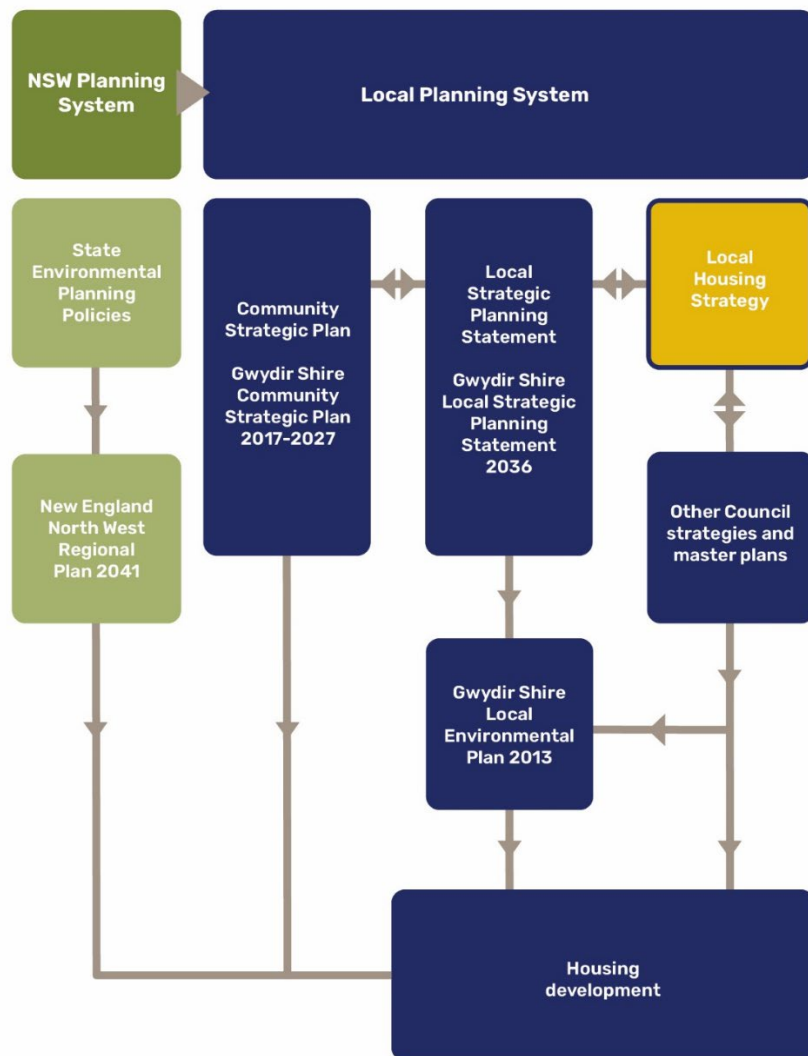 NSW Planning
System
Local Planning System
State
Environmental
Planning
Policies
Community
Strategic Plan
Gwydir Shire
Community
Strategic Plan
2017-2027
Local
Strategic
Planning
Statement
Gwydir Shire
Local Strategic
Planning
Statement
2036
Local
Housing
Strategy
New England
North West
Regional
Plan 2041
Other Council
strategies and
master plans
Gwydir Shire
Local
Environmental
Plan 2013
Housing
development